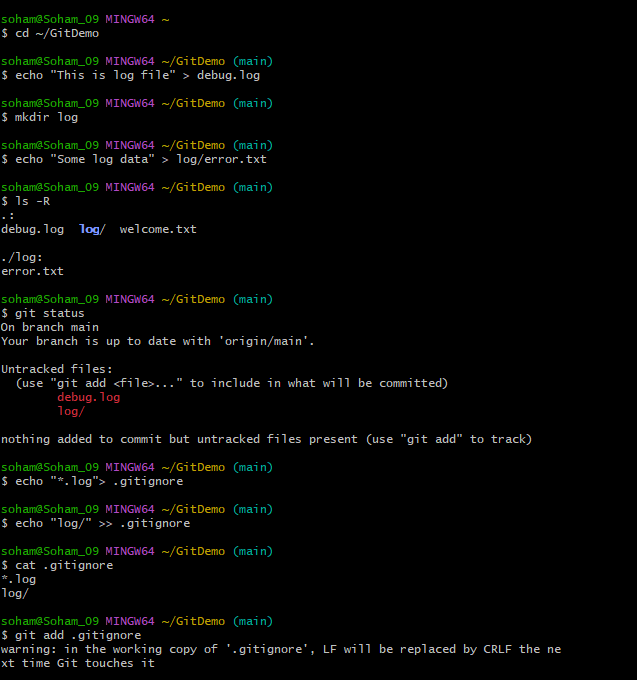 soham@Soham_09 MINGW64 ~
$ cd ~/GitDemo
soham@Soham_09 MINGW64 ~/GitDemo (main)
$ echo "This is log file" > debug.log
soham@Soham_09 MINGW64 ~/GitDemo (main)
$ mkdir log
soham@Soham_09 MINGW64 ~/GitDemo (main)
$ echo "Some log data" > log/error.txt
soham@Soham_09 MINGW64 ~/GitDemo (main)
$ ls -R
.:
debug.log  log/  welcome.txt
./log:
error.txt
soham@Soham_09 MINGW64 ~/GitDemo (main)
$ git status
On branch main
Your branch is up to date with 'origin/main'.
Untracked files:
  (use "git add <file>..." to include in what will be committed)
        debug.log
        log/
nothing added to commit but untracked files present (use "git add" to track)
soham@Soham_09 MINGW64 ~/GitDemo (main)
$ echo "*.log"> .gitignore
soham@Soham_09 MINGW64 ~/GitDemo (main)
$ echo "log/" >> .gitignore
soham@Soham_09 MINGW64 ~/GitDemo (main)
$ cat .gitignore
*.log
log/
soham@Soham_09 MINGW64 ~/GitDemo (main)
$ git add .gitignore
warning: in the working copy of '.gitignore', LF will be replaced by CRLF the ne
xt time Git touches it